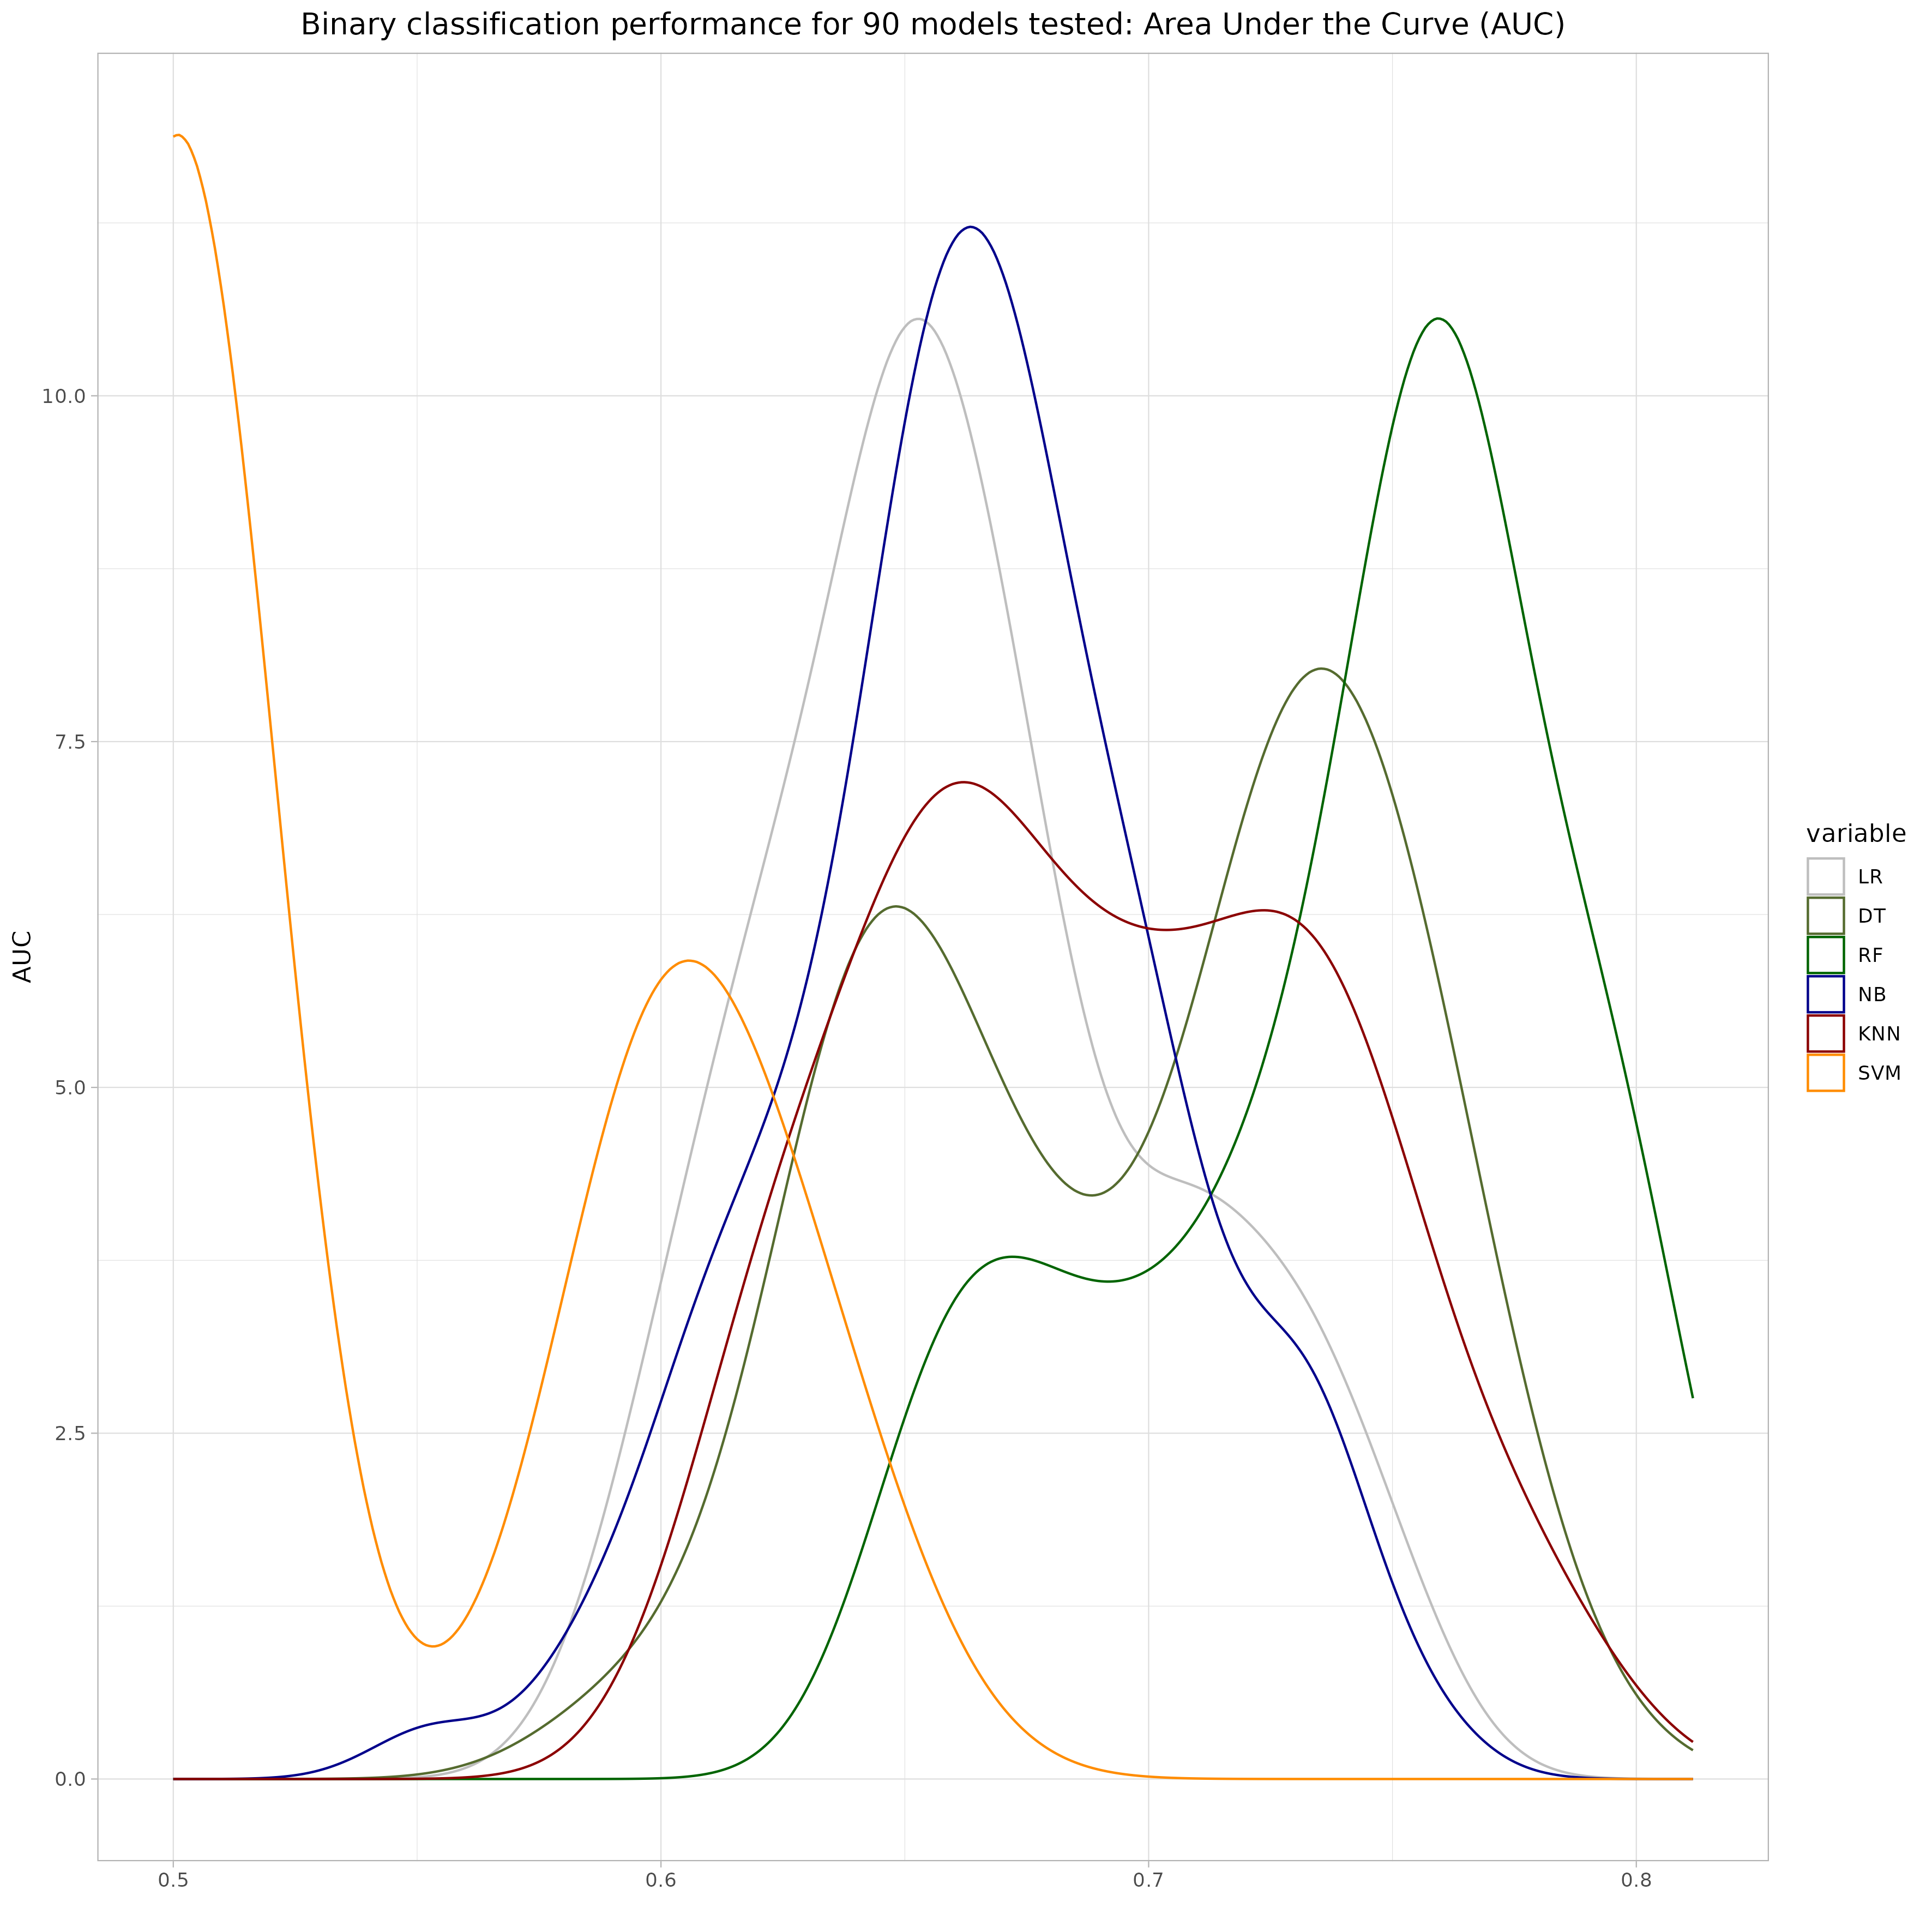 Binary classification performance for 90 models tested: Area Under the Curve (AUC)
AUC
10.0
7.5
5.0
2.5
0.0
0.5
0.6
0.7
0.8
variable
LR
DT
RF
NB
KNN
SVM